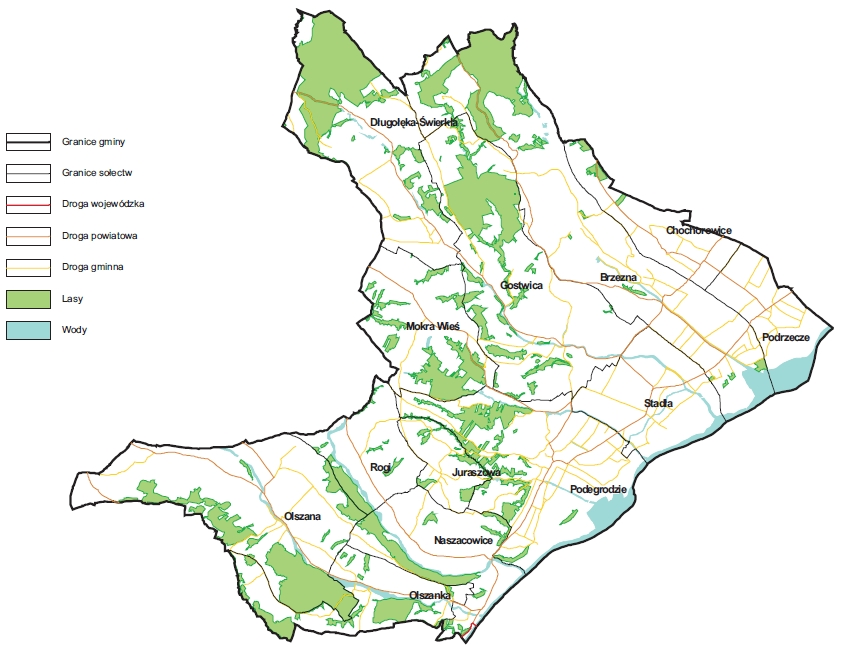 Granice gminy
Granice sołectw
Droga wojewódzka
Droga powiatowa
Droga gminna
Lasy
Wody
Długołęka-Świerkla
Chochorowice
Brzezna
Gostwica
Mokra Wieś
Podrzecze
Stadła
Rogi
Juraszowa
Podegrodzie
Olszana
Naszacowice
Olszanka